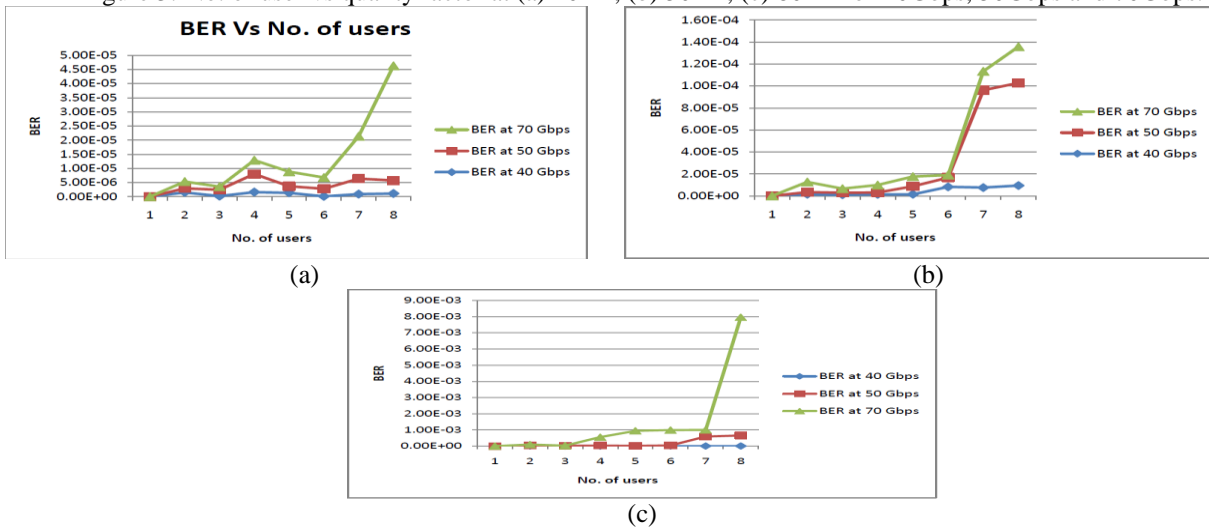 BER Vs No. of users
5.00E-05
4.50E-05
4.00E-05
3.50E-05
3.00E-05
2.50E-05
2.00E-05
1.50E-05
1.00E-05
5.00E-06
0.00E+00
BER
1 2 3 4 5 6 7 8
No. of users
BER at 70 Gbps
BER at 50 Gbps
BER at 40 Gbps
(a)
1.60E-04
1.40E-04
1.20E-04
1.00E-04
8.00E-05
6.00E-05
4.00E-05
2.00E-05
0.00E+00
BER
1 2 3 4 5 6 7 8
No. of users
BER at 70 Gbps
BER at 50 Gbps
BER at 40 Gbps
(b)
9.00E-03
8.00E-03
7.00E-03
6.00E-03
5.00E-03
4.00E-03
3.00E-03
2.00E-03
1.00E-03
0.00E+00
BER
1 2 3 4 5 6 7 8
No. of users
BER at 40 Gbps
BER at 50 Gbps
BER at 70 Gbps
(c)